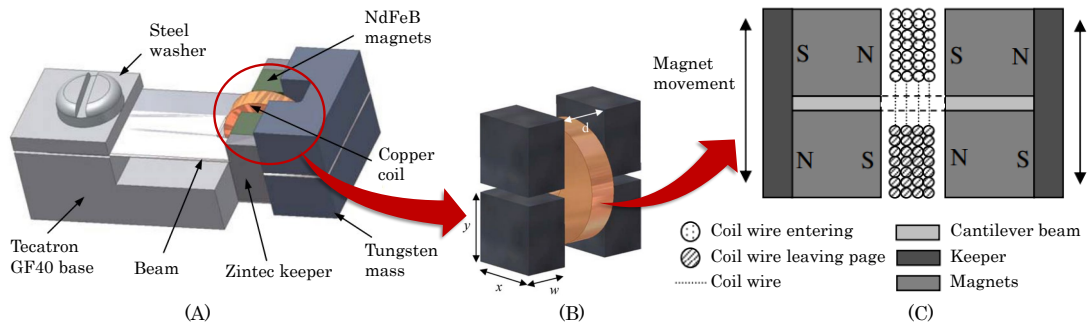 (A)
Steel
washer
NdFeB
magnets
Copper
coil
Tecatron
GF40 base
Beam
Zintec keeper
Tungsten
mass
(A)
(B)
d
y
x
w
(B)
(C)
Magnet
movement
S
N
S
N
N
S
N
S
Coil wire entering
Coil wire leaving page
Coil wire
Cantilever beam
Keeper
Magnets
(C)